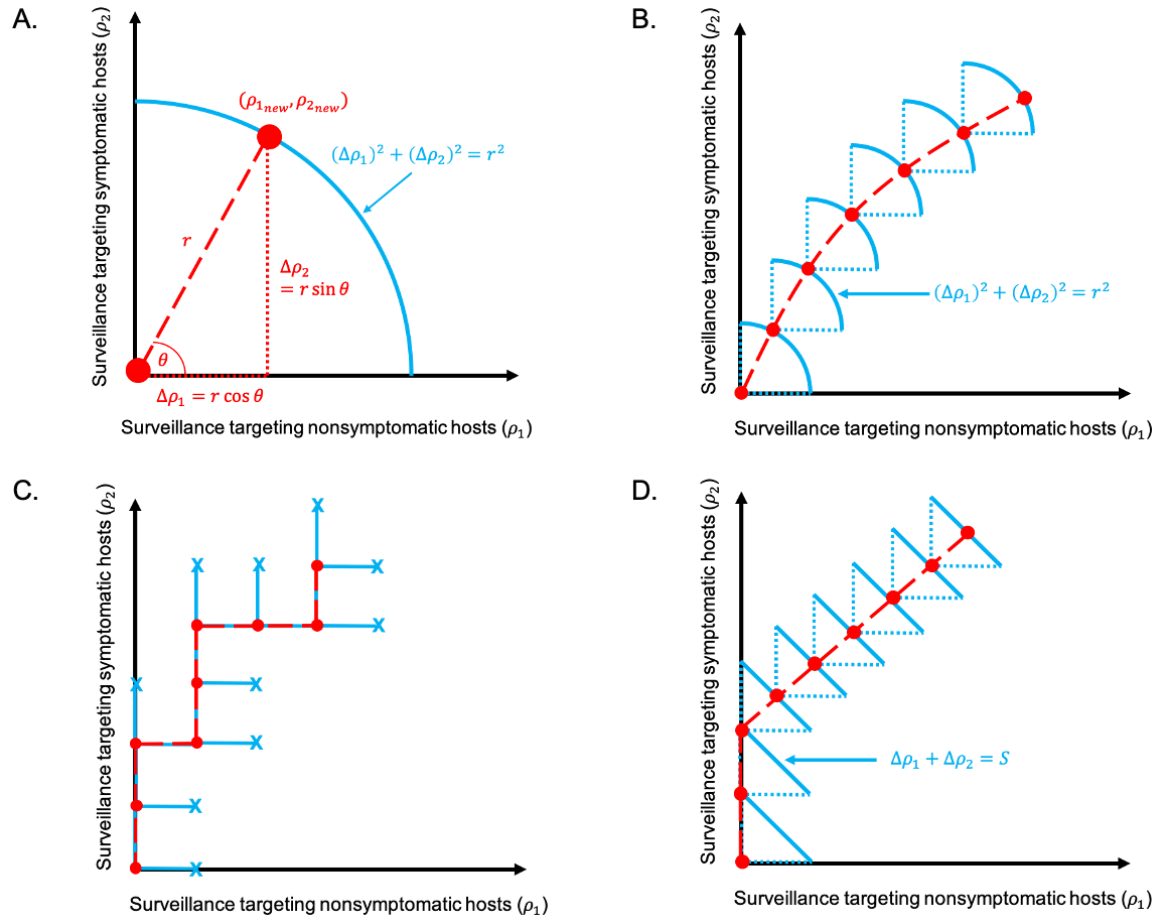 A.
Surveillance targeting symptomatic hosts (ρ₂)
(ρ₁ₙₑw, ρ₂ₙₑw)
(Δρ₁)² + (Δρ₂)² = r²
r
Δρ₂
= r sin θ
θ
Δρ₁ = r cos θ
Surveillance targeting nonsymptomatic hosts (ρ₁)
B.
Surveillance targeting symptomatic hosts (ρ₂)
(Δρ₁)² + (Δρ₂)² = r²
Surveillance targeting nonsymptomatic hosts (ρ₁)
C.
Surveillance targeting symptomatic hosts (ρ₂)
X X X X
X X
X X
X
X
X
Surveillance targeting nonsymptomatic hosts (ρ₁)
D.
Surveillance targeting symptomatic hosts (ρ₂)
Δρ₁ + Δρ₂ = S
Surveillance targeting nonsymptomatic hosts (ρ₁)